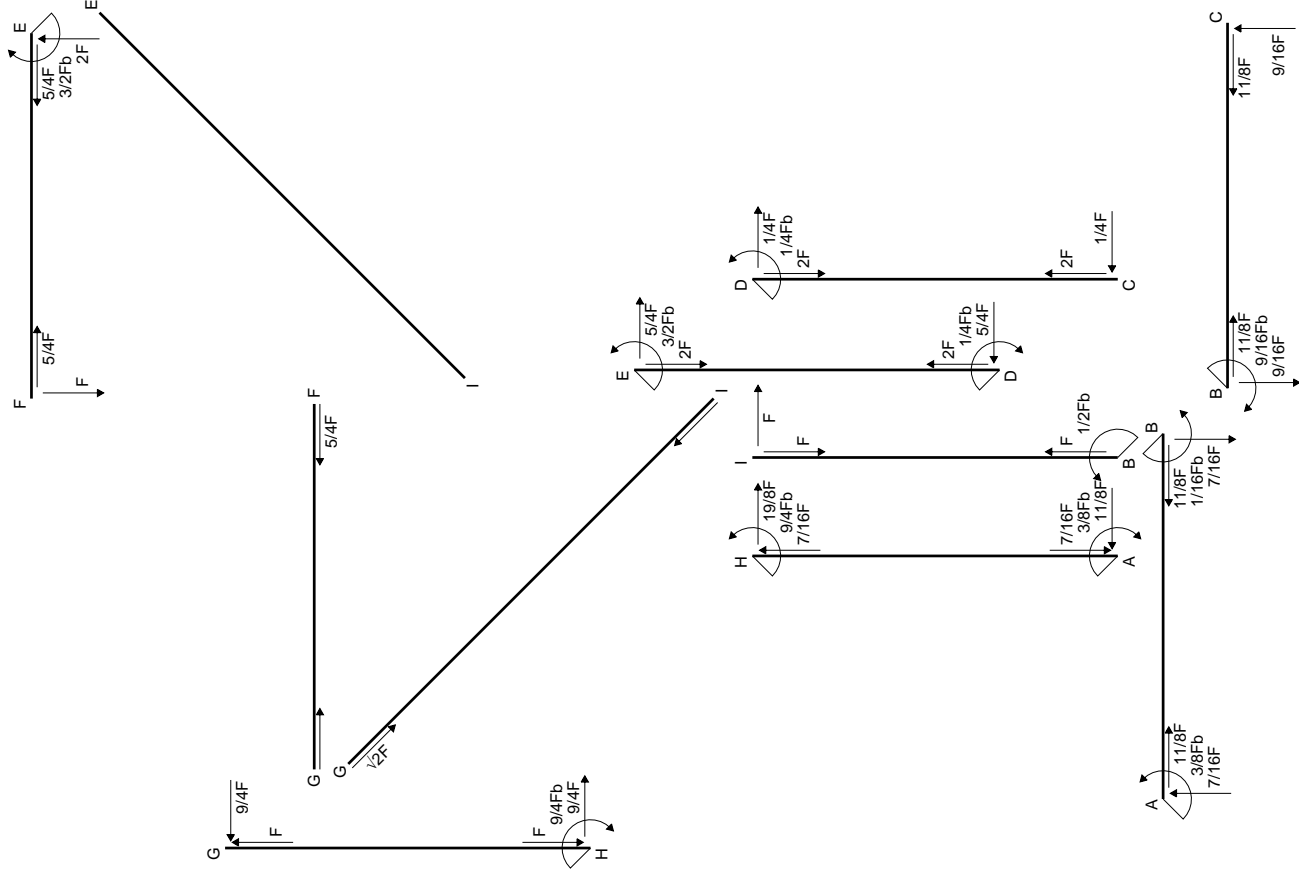 E
F
E
5/4F
3/2Fb
2F
5/4F
F
I
F
G
5/4F
G
I
√2F
G
9/4F
F
F
9/4Fb
9/4F
H
E
5/4F
3/2Fb
2F
2F
1/4Fb
5/4F
D
D
1/4F
1/4Fb
2F
2F
1/4F
C
I
F
F
F
1/2Fb
B
H
19/8F
9/4Fb
7/16F
7/16F
3/8Fb
11/8F
A
B
11/8F
1/16Fb
7/16F
A
11/8F
3/8Fb
7/16F
C
11/8F
9/16F
B
11/8F
9/16Fb
9/16F